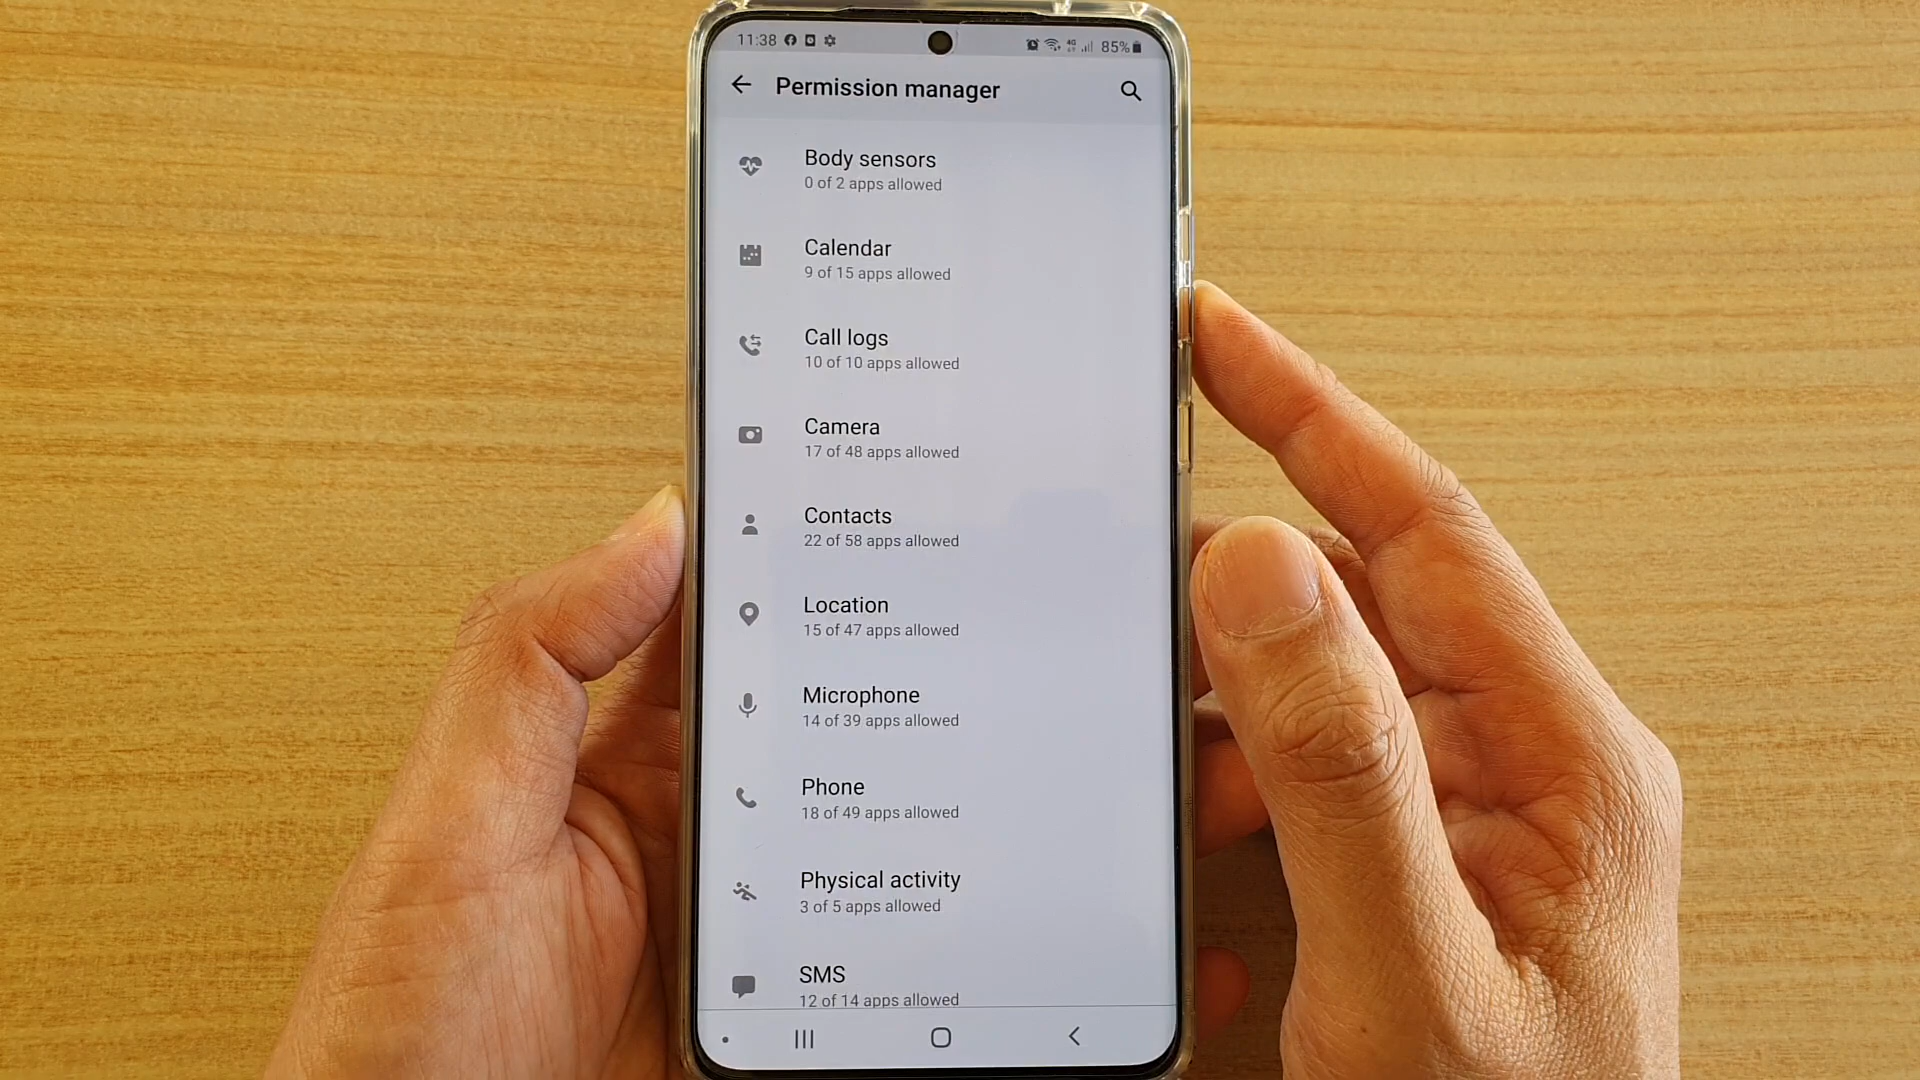 11:38
4G
85%
Permission manager
Body sensors
0 of 2 apps allowed
Calendar
9 of 15 apps allowed
Call logs
10 of 10 apps allowed
Camera
17 of 48 apps allowed
Contacts
22 of 58 apps allowed
Location
15 of 47 apps allowed
Microphone
14 of 39 apps allowed
Phone
18 of 49 apps allowed
Physical activity
3 of 5 apps allowed
SMS
12 of 14 apps allowed